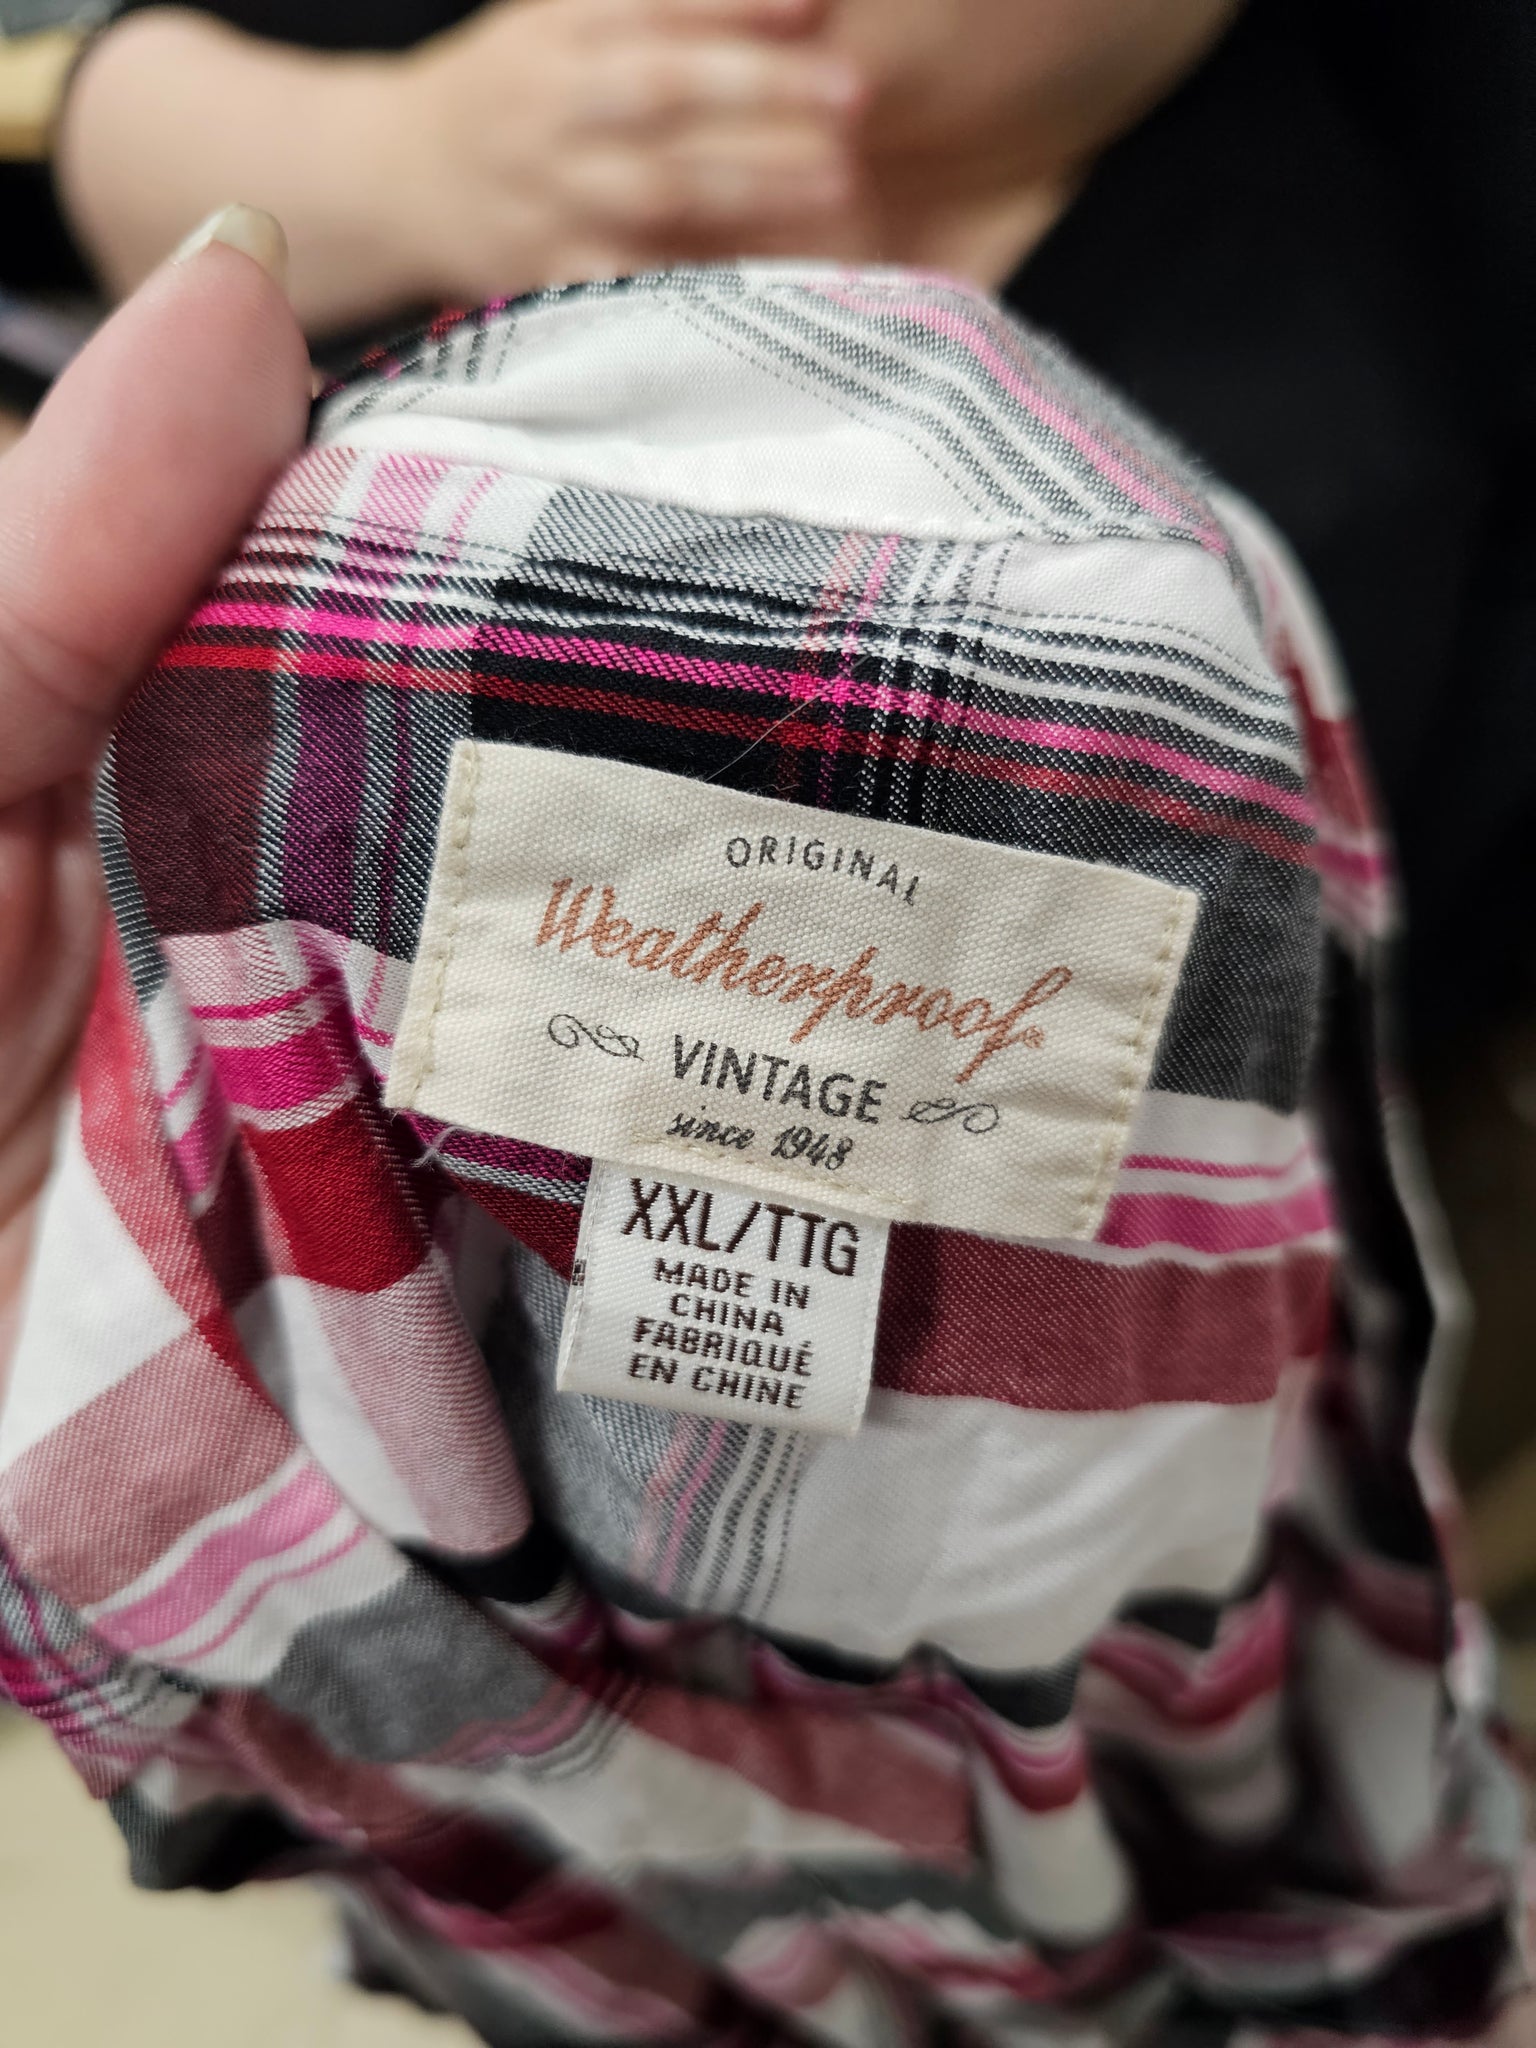 ORIGINAL
Weatherproof®
VINTAGE
since 1948
XXL/TTG
MADE IN
CHINA
FABRIQUÉ
EN CHINE